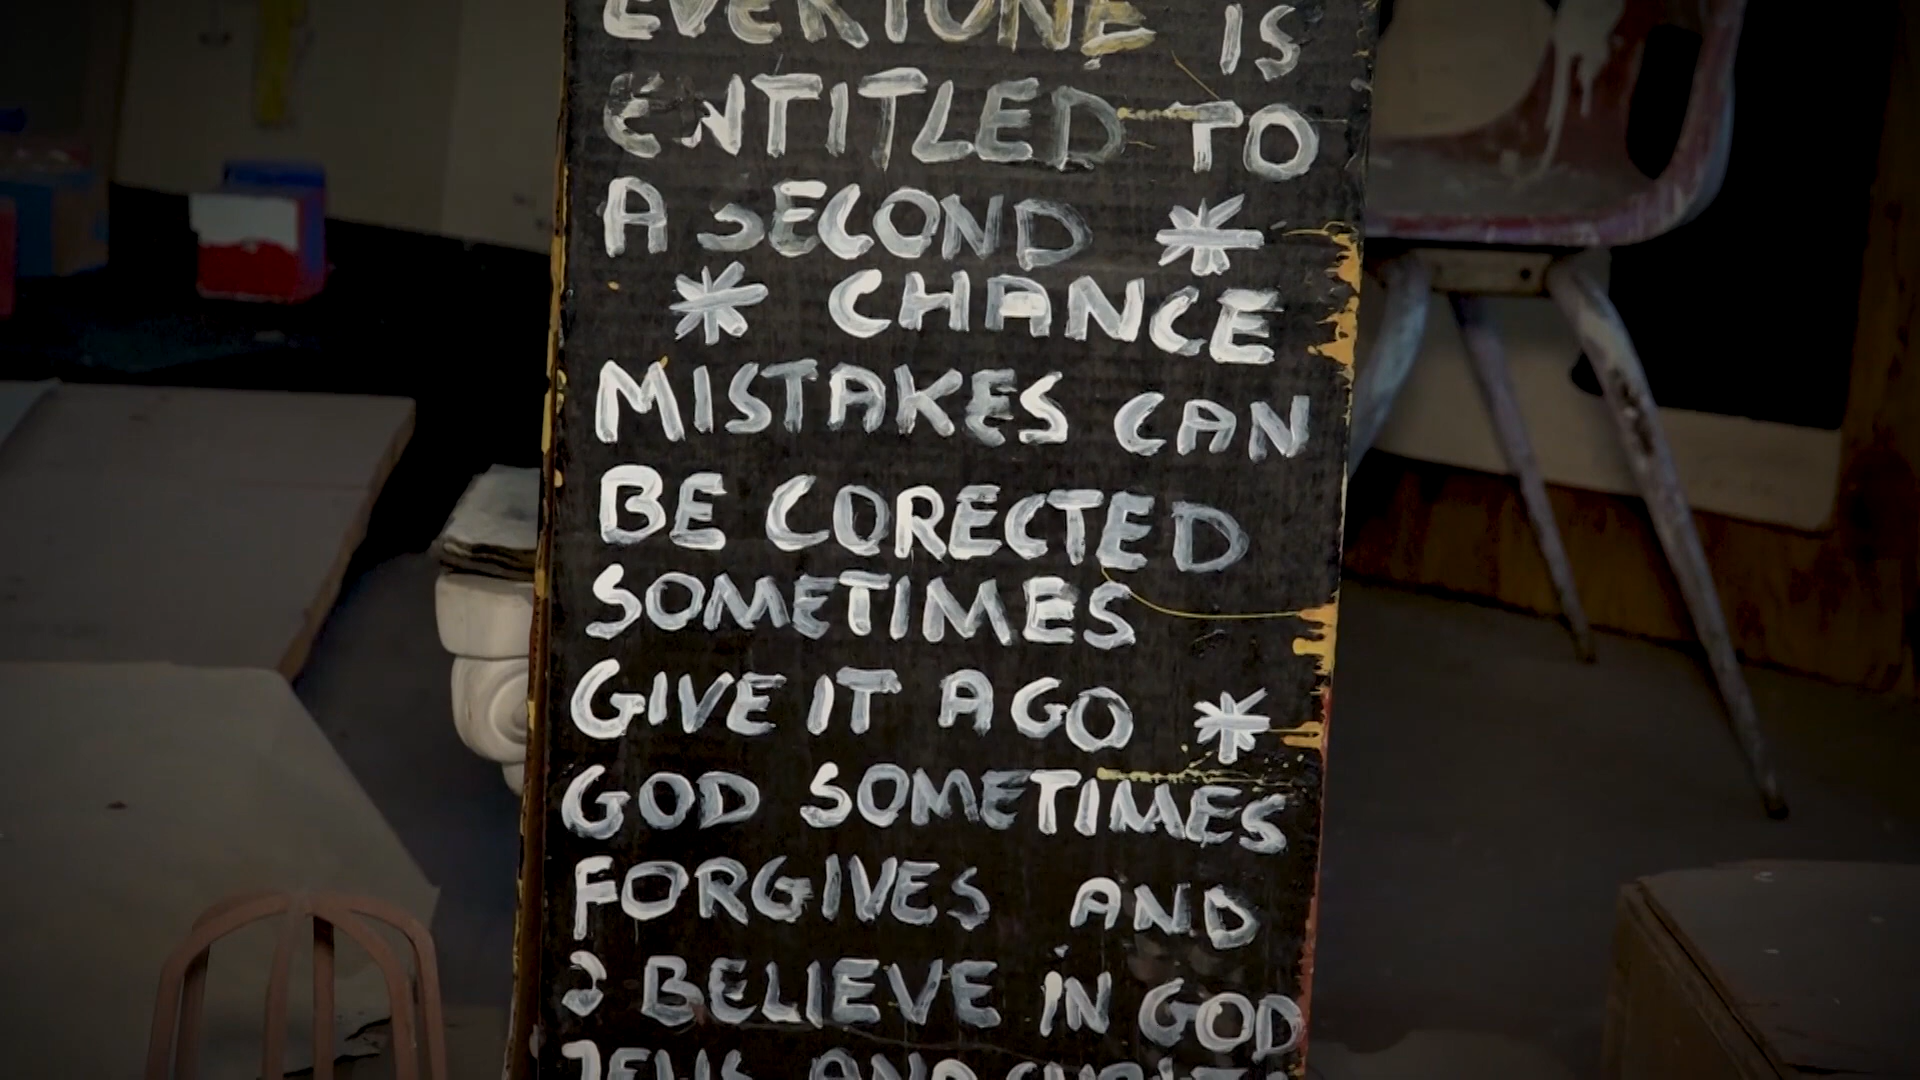 EVERYONE IS
ENTITLED TO
A SECOND *
* CHANCE
MISTAKES CAN
BE CORECTED
SOMETIMES
GIVE IT A GO *
GOD SOMETIMES
FORGIVES AND
BELIEVE IN GOD
AND